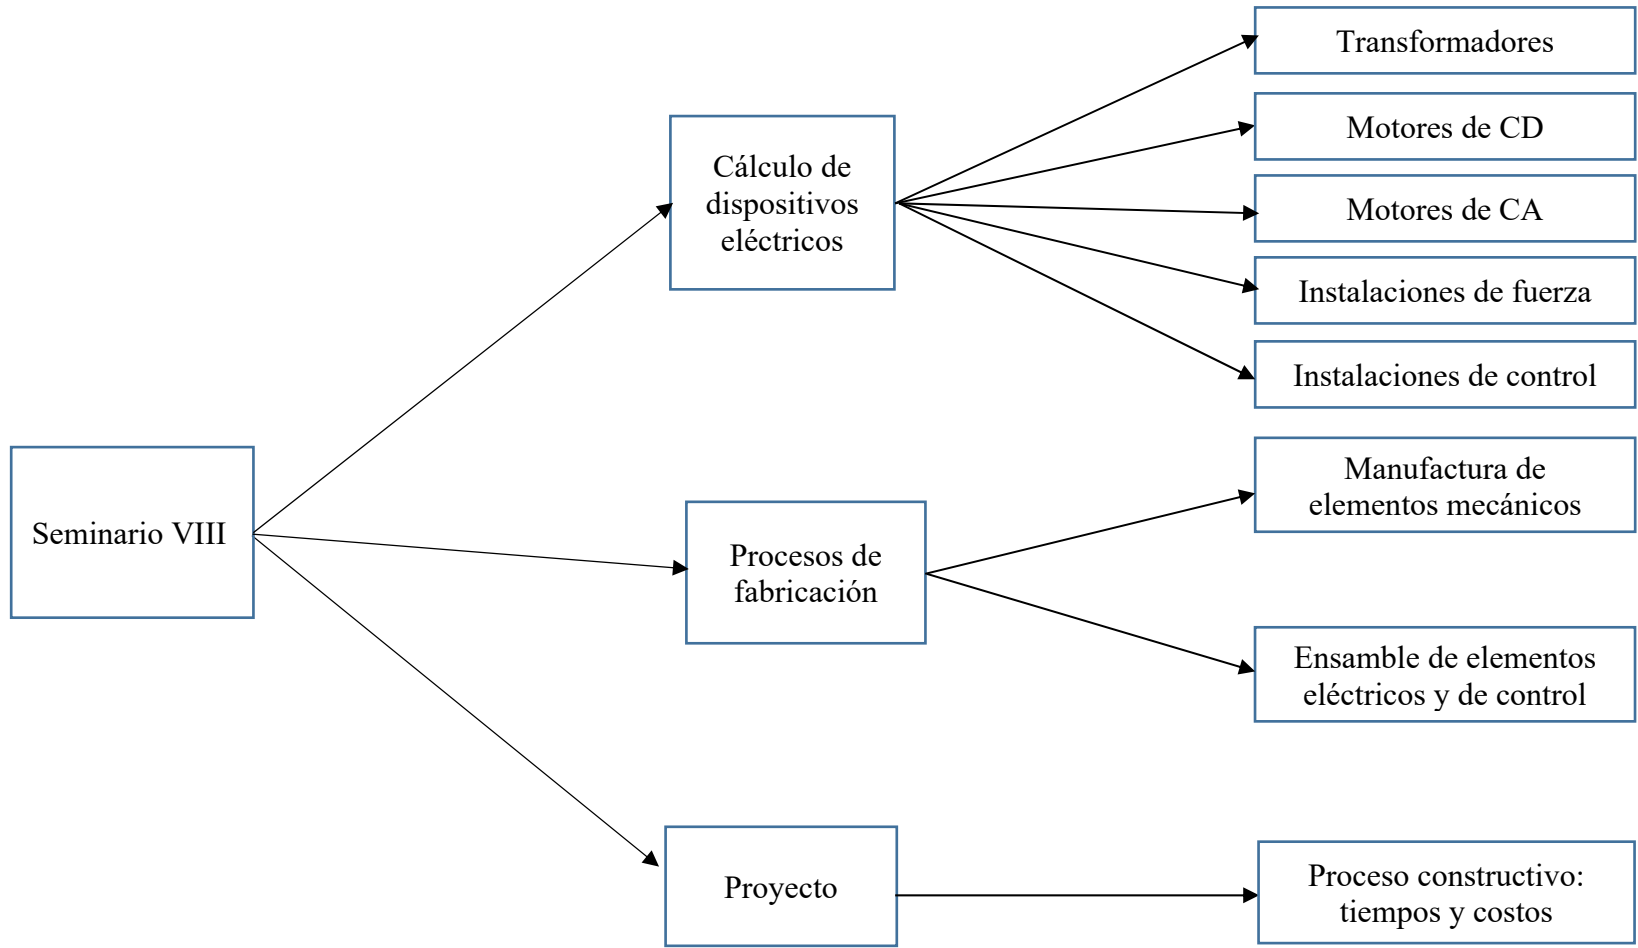 Seminario VIII
Cálculo de
dispositivos
eléctricos
Transformadores
Motores de CD
Motores de CA
Instalaciones de fuerza
Instalaciones de control
Procesos de
fabricación
Manufactura de
elementos mecánicos
Ensamble de elementos
eléctricos y de control
Proyecto
Proceso constructivo:
tiempos y costos